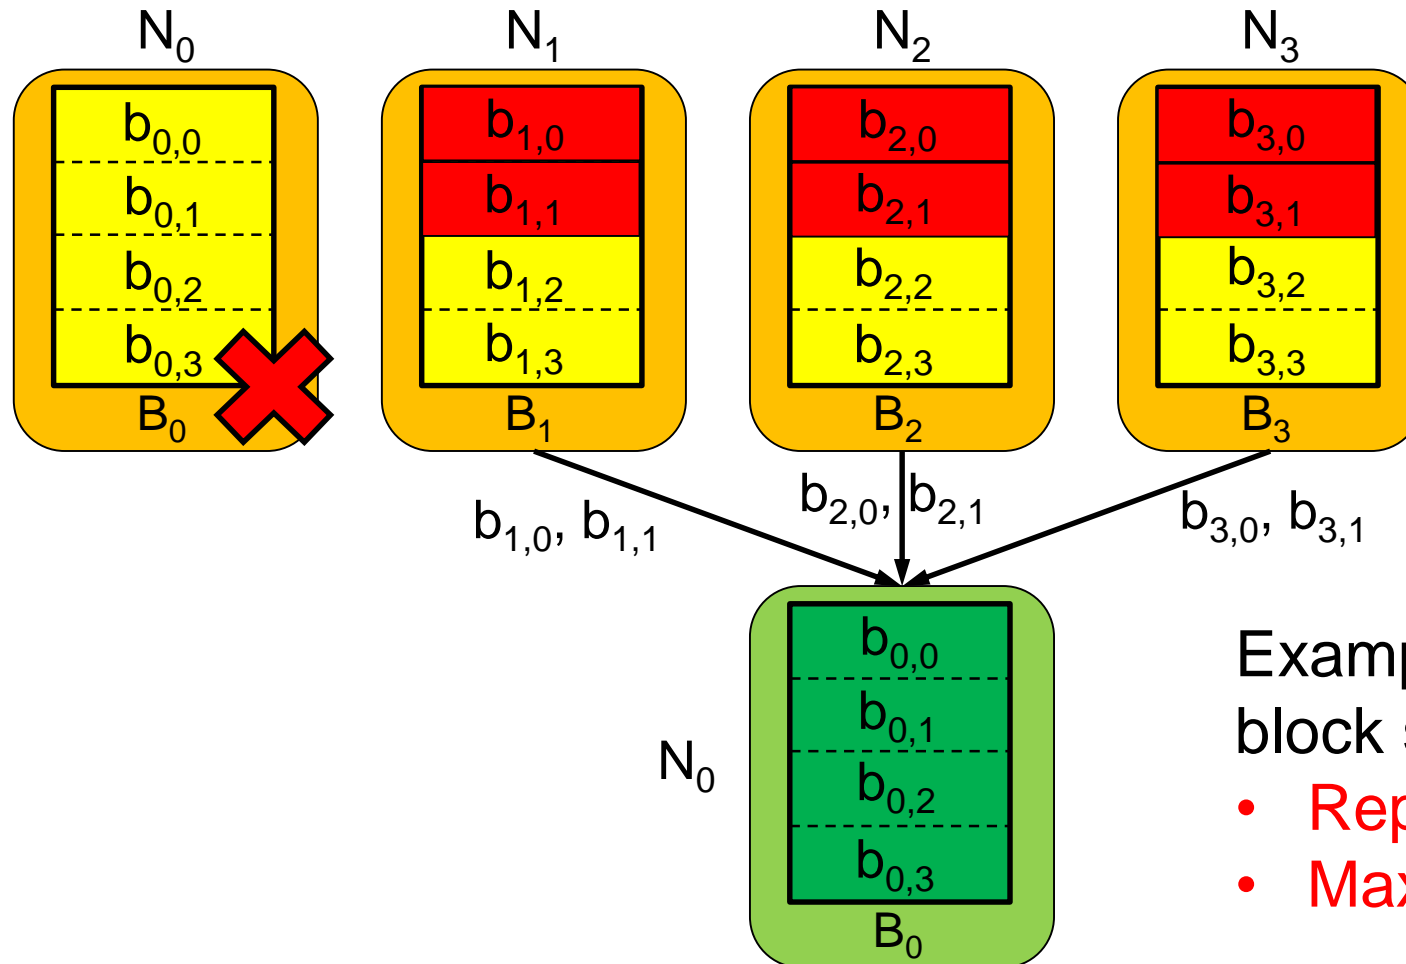 N₀ N₁ N₂ N₃
b₀,₀ b₁,₀ b₂,₀ b₃,₀
b₀,₁ b₁,₁ b₂,₁ b₃,₁
b₀,₂ b₁,₂ b₂,₂ b₃,₂
b₀,₃ b₁,₃ b₂,₃ b₃,₃
B₀ B₁ B₂ B₃
b₁,₀, b₁,₁ b₂,₀, b₂,₁ b₃,₀, b₃,₁
b₀,₀
b₀,₁
N₀
b₀,₂
b₀,₃
B₀
block